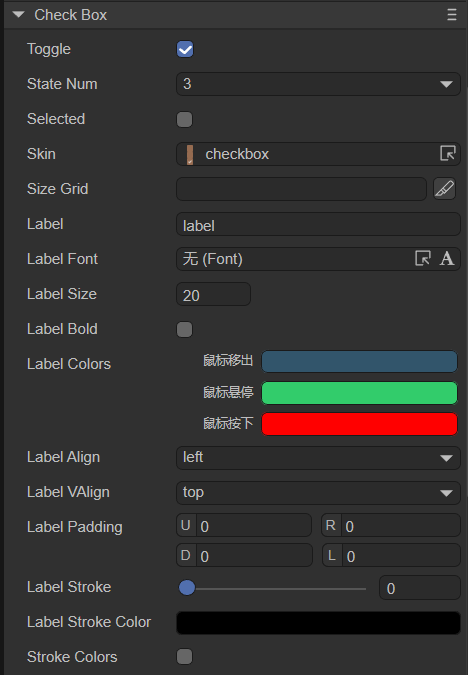 Check Box
Toggle
State Num 3
Selected
Skin checkbox
Size Grid
Label label
Label Font 无 (Font)
Label Size 20
Label Bold
Label Colors 鼠标移出
鼠标悬停
鼠标按下
Label Align left
Label VAlign top
Label Padding U 0 R 0
D 0 L 0
Label Stroke 0
Label Stroke Color
Stroke Colors